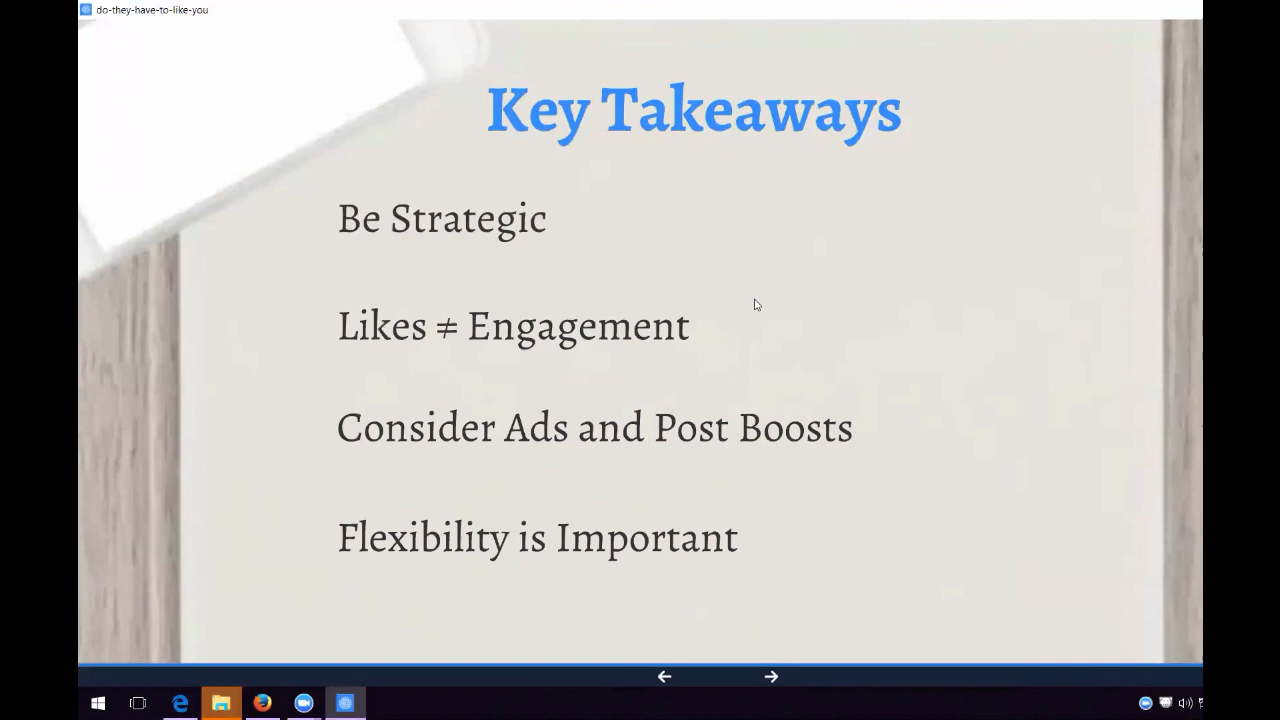 do-they-have-to-like-you
Key Takeaways
Be Strategic
Likes ≠ Engagement
Consider Ads and Post Boosts
Flexibility is Important